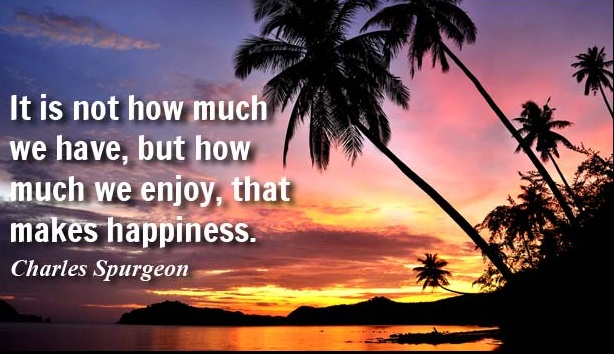 It is not how much
we have, but how
much we enjoy, that
makes happiness.
Charles Spurgeon